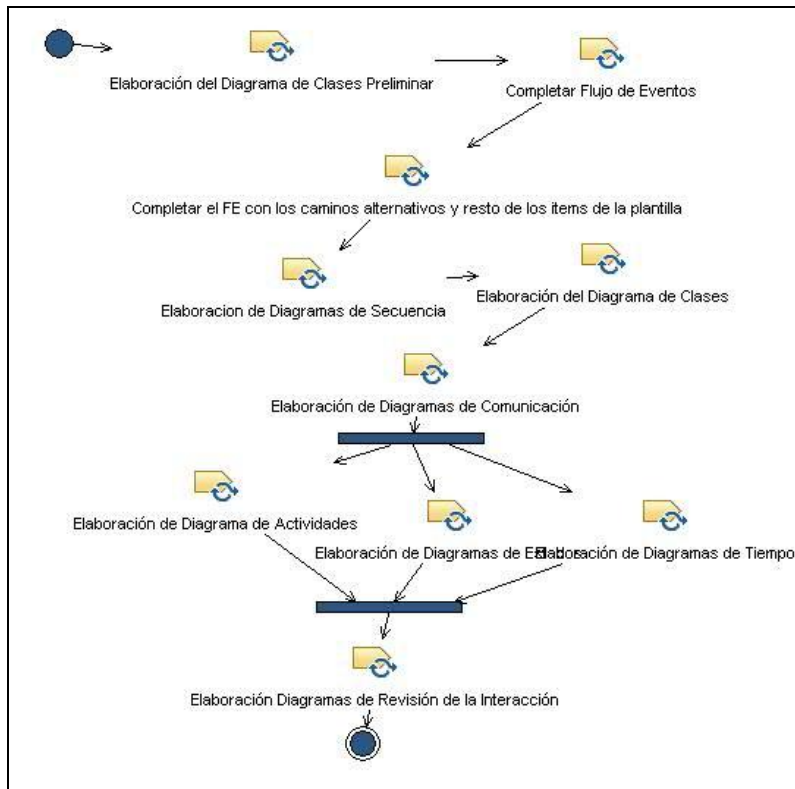 Elaboración del Diagrama de Clases Preliminar
Completar Flujo de Eventos
Completar el FE con los caminos alternativos y resto de los items de la plantilla
Elaboracion de Diagramas de Secuencia
Elaboración del Diagrama de Clases
Elaboración de Diagramas de Comunicación
Elaboración de Diagrama de Actividades
Elaboración de Diagramas de
Elaboración de Diagramas de Tiempo
Elaboración Diagramas de Revisión de la Interacción